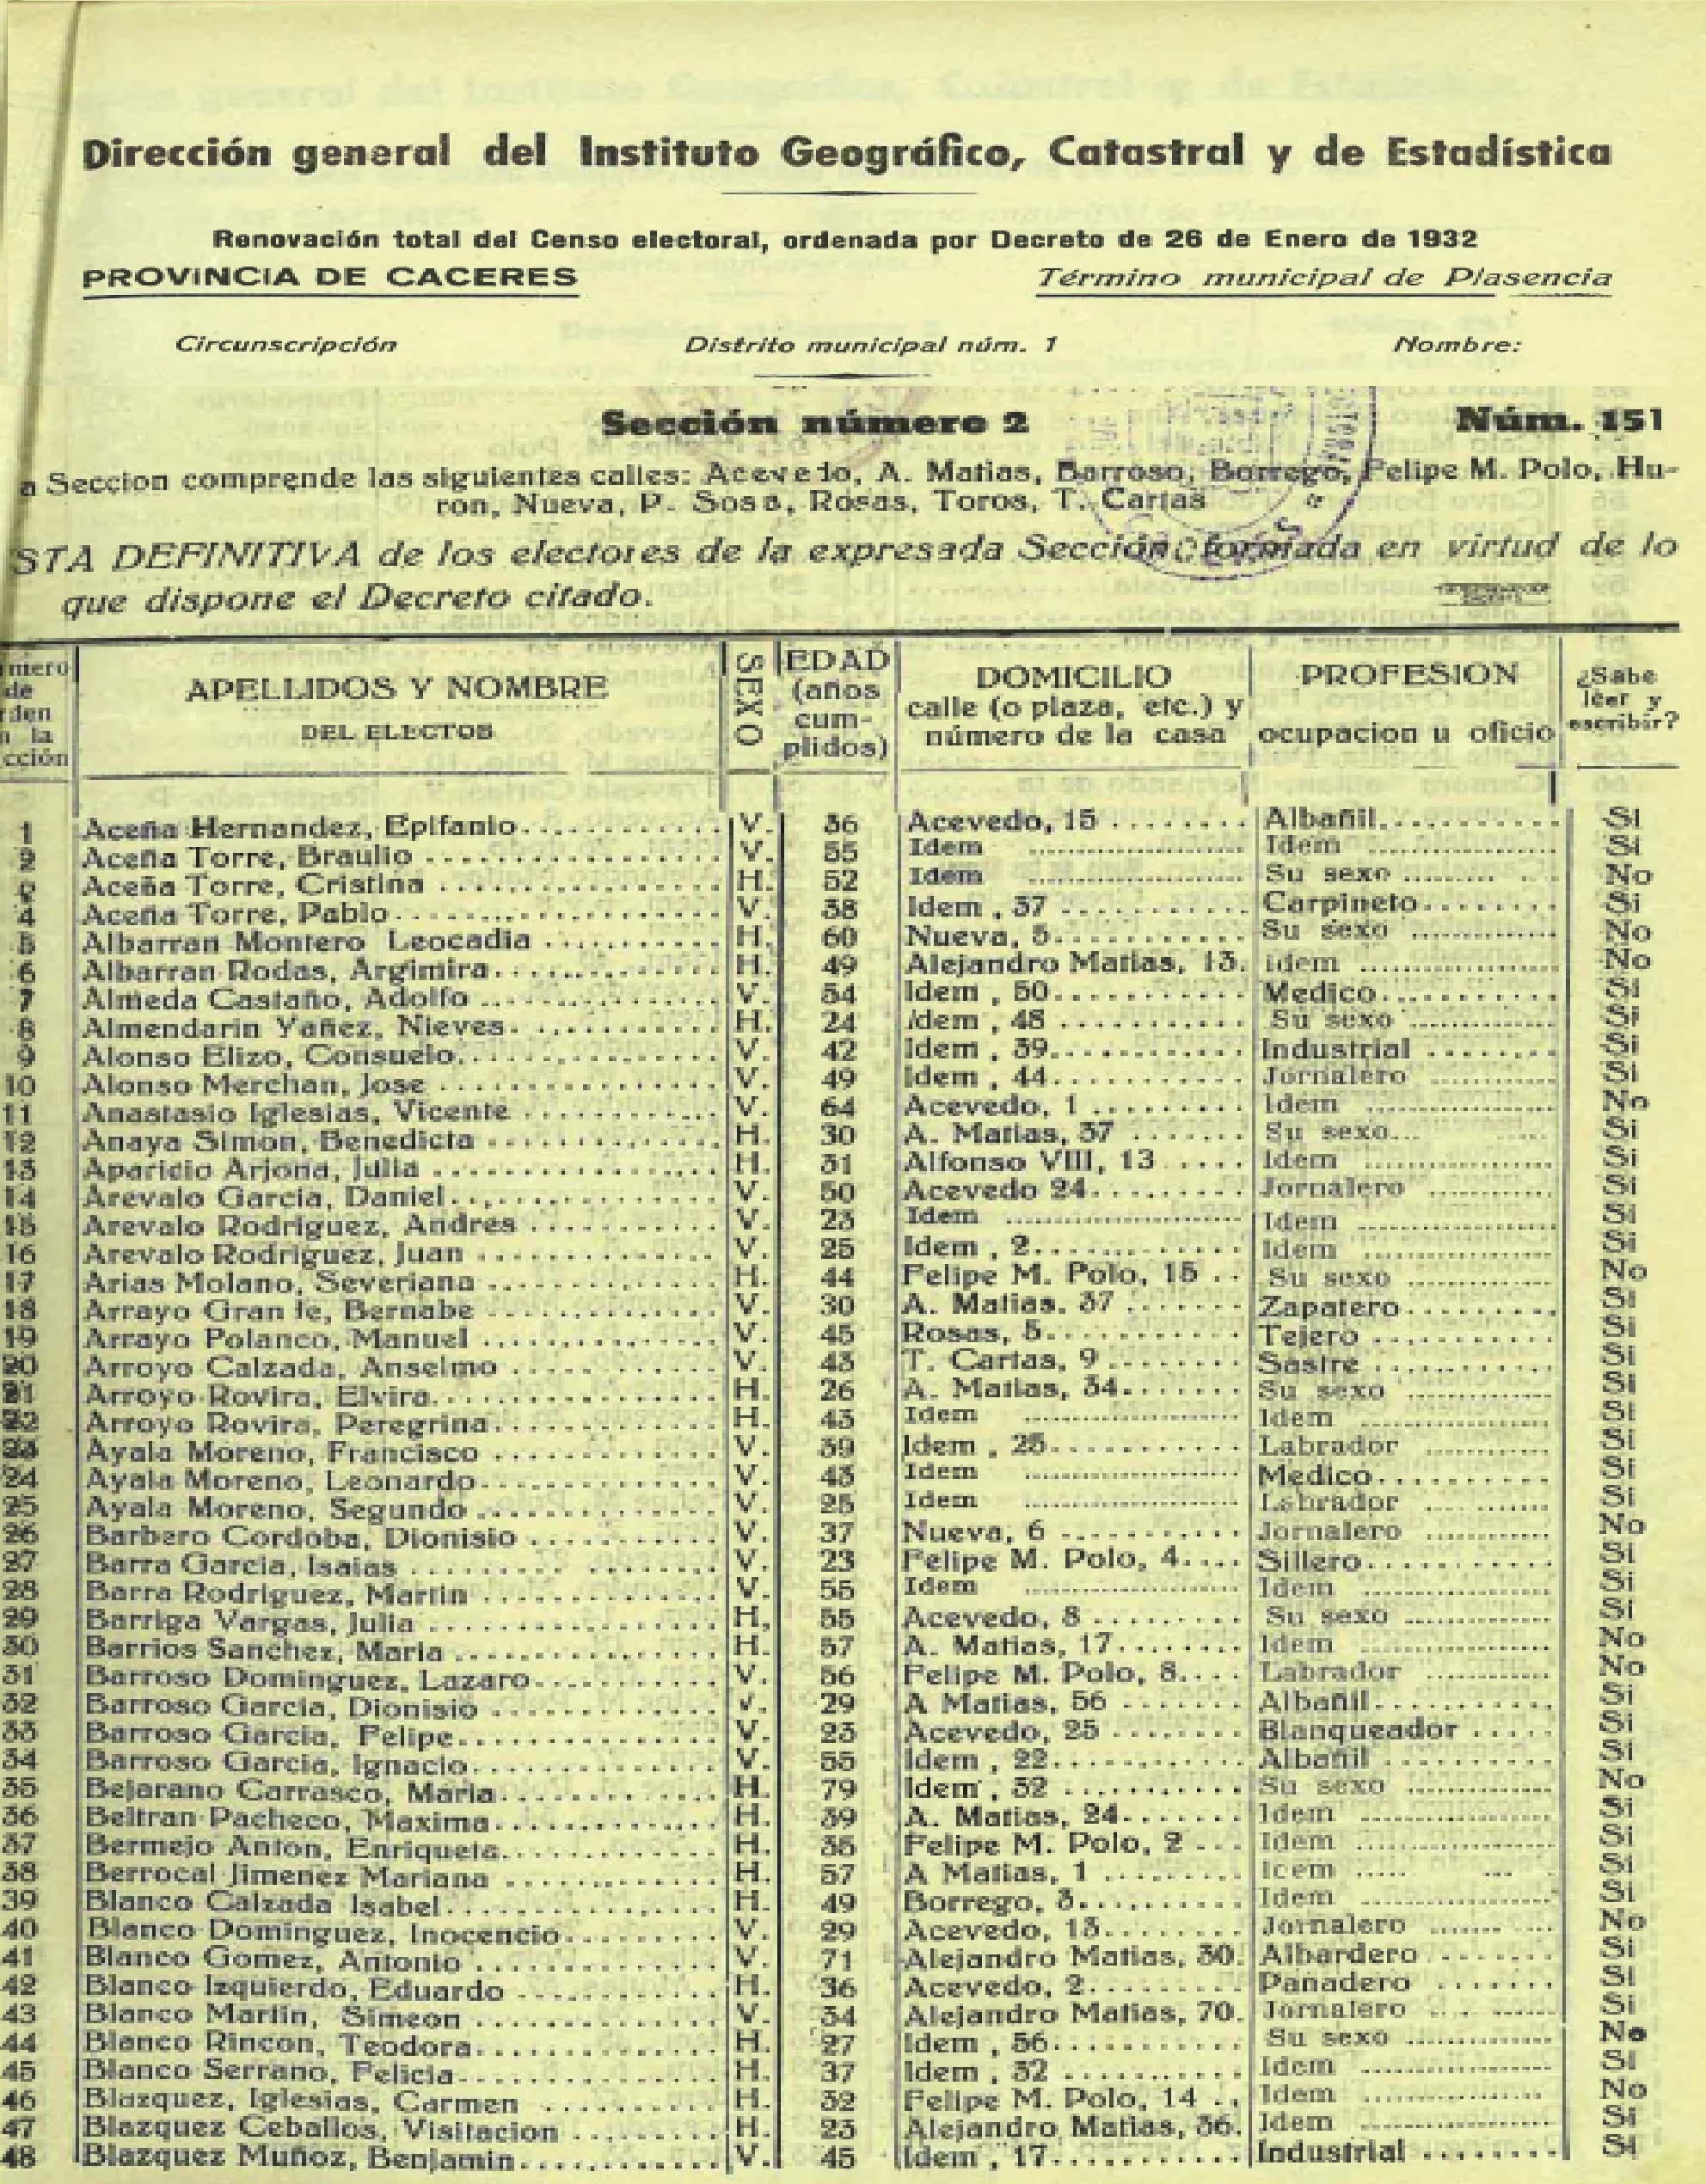 Dirección general del Instituto Geográfico, Catastral y de Estadística
Renovación total del Censo electoral, ordenada por Decreto de 26 de Enero de 1932
PROVINCIA DE CACERES Término municipal de Plasencia
Circunscripción Distrito municipal núm. 1 Nombre:
Sección número 2 Núm. 151
a Seccion comprende las siguientes calles: Acevedo, A. Matias, Barroso, Borrego, Felipe M. Polo, Hu-
ron, Nueva, P. Sosa, Rosas, Toros, T. Cartas
STA DEFINITIVA de los electores de la expresada Sección formada en virtud de lo
que dispone el Decreto citado.
mero de rden n la cción APELLIDOS Y NOMBRE DEL ELECTOS SEXO EDAD (años cum-plidos) DOMICILIO calle (o plaza, etc.) y número de la casa PROFESION ocupacion u oficio ¿Sabe leer y escribir?
1 Aceña Hernandez, Epifanio V. 36 Acevedo, 15 Albañil Si
2 Aceña Torre, Braulio V. 55 Idem Idem Si
Aceña Torre, Cristina H. 52 Idem Su sexo No
4 Aceña Torre, Pablo V. 38 Idem, 37 Carpineto Si
5 Albarran Montero Leocadia H. 60 Nueva, 5 Su sexo No
6 Albarran Rodas, Argimira H. 49 Alejandro Matias, 13. idem No
7 Almeda Castaño, Adolfo V. 54 Idem, 50 Medico Si
8 Almendarin Yañez, Nieves H. 24 Idem, 48 Su sexo Si
9 Alonso Elizo, Consuelo V. 42 Idem, 39 Industrial Si
10 Alonso Merchan, Jose V. 49 Idem, 44 Jornalero Si
11 Anastasio Iglesias, Vicente V. 64 Acevedo, 1 Idem No
12 Anaya Simon, Benedicta H. 30 A. Matias, 37 Su sexo Si
13 Aparicio Arjona, Julia H. 31 Alfonso VIII, 13 Idem Si
14 Arevalo Garcia, Daniel V. 50 Acevedo 24 Jornalero Si
15 Arevalo Rodriguez, Andres V. 23 Idem Idem Si
16 Arevalo Rodriguez, Juan V. 25 Idem, 2 Idem Si
17 Arias Molano, Severiana H. 44 Felipe M. Polo, 15 Su sexo No
18 Arrayo Gran fe, Bernabe V. 30 A. Matias. 37 Zapatero Si
19 Arrayo Polanco, Manuel V. 45 Rosas, 5 Tejero Si
20 Arroyo Calzada, Anselmo V. 43 T. Cartas, 9 Sastre Si
21 Arroyo Rovira, Elvira H. 26 A. Matias, 34 Su sexo Si
22 Arroyo Rovira, Peregrina H. 43 Idem Idem Si
23 Ayala Moreno, Francisco V. 39 Idem, 25 Labrador Si
24 Ayala Moreno, Leonardo V. 43 Idem Medico Si
25 Ayala Moreno, Segundo V. 25 Idem Labrador Si
26 Barbero Cordoba, Dionisio V. 37 Nueva, 6 Jornalero No
27 Barra Garcia, Isaias V. 23 Felipe M. Polo, 4 Sillero Si
28 Barra Rodriguez, Martin V. 55 Idem Idem Si
29 Barriga Vargas, Julia H, 55 Acevedo, 8 Su sexo Si
30 Barrios Sanchez, Maria H. 57 A. Matias, 17 Idem No
31 Barroso Dominguez, Lazaro V. 56 Felipe M. Polo, 8 Labrador No
32 Barroso Garcia, Dionisio v. 29 A Matias, 56 Albañil Si
33 Barroso Garcia, Felipe V. 23 Acevedo, 25 Blanqueador Si
34 Barroso Garcia, Ignacio V. 55 Idem, 22 Albañil Si
35 Bejarano Carrasco, Maria H. 79 Idem, 32 Su sexo No
36 Beltran Pacheco, Maxima H. 39 A. Matias, 24 Idem Si
37 Bermejo Anton, Enriqueta H. 35 Felipe M. Polo, 2 Idem Si
38 Berrocal Jimenez Mariana H. 57 A Matias, 1 Icem Si
39 Blanco Calzada Isabel H. 49 Borrego, 3 Idem Si
40 Blanco Dominguez, Inocencio V. 29 Acevedo, 13 Jornalero No
41 Blanco Gomez, Antonio V. 71 Alejandro Matias, 30. Albardero Si
42 Blanco Izquierdo, Eduardo H. 36 Acevedo, 2 Panadero Si
43 Blanco Martin, Simeon V. 34 Alejandro Matias, 70. Jornalero Si
44 Blanco Rincon, Teodora H. 27 Idem, 56 Su sexo No
45 Blanco Serrano, Felicia H. 37 Idem, 32 Idem Si
46 Blazquez, Iglesias, Carmen H. 32 Felipe M. Polo, 14 Idem No
47 Blazquez Ceballos, Visitacion H. 23 Alejandro Matias, 36. Idem Si
48 Blazquez Muñoz, Benjamin V. 45 Idem, 17 Industrial Si